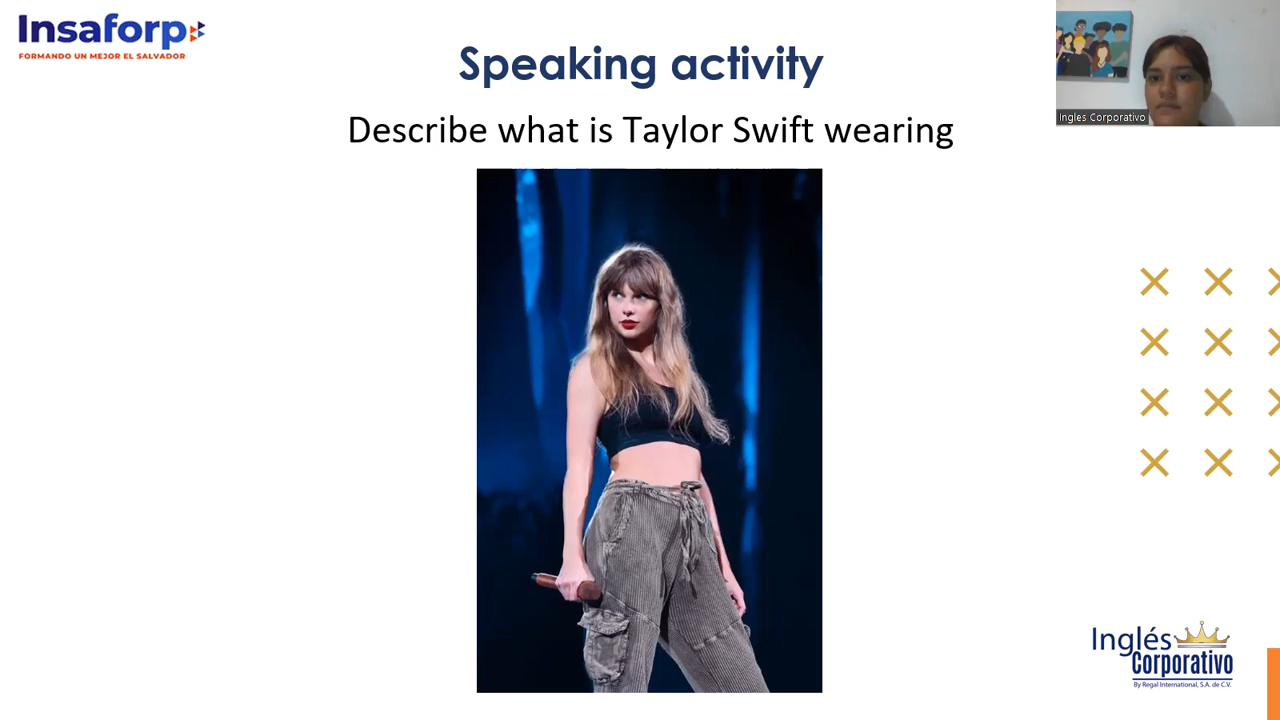 Insaforp
FORMANDO UN MEJOR EL SALVADOR
Speaking activity
Describe what is Taylor Swift wearing
Ingles Corporativo
Inglés
Corporativo
By Regal International, S.A. de C.V.